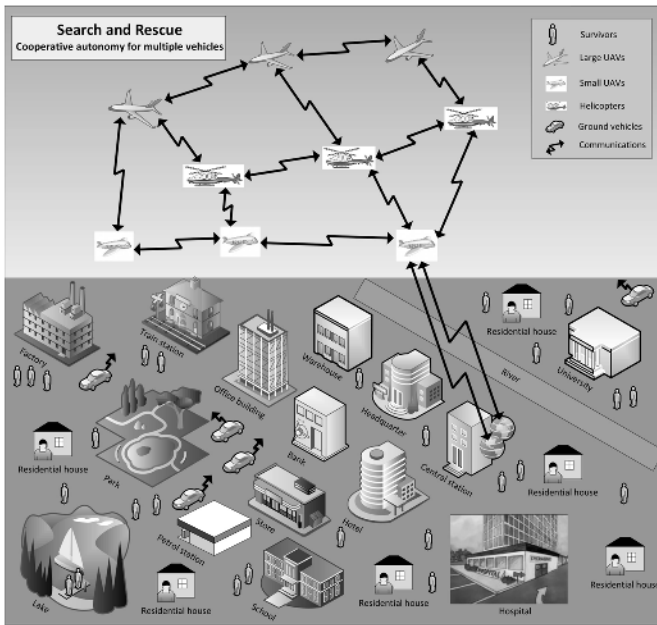 Search and Rescue
Cooperative autonomy for multiple vehicles
Survivors
Large UAVs
Small UAVs
Helicopters
Ground vehicles
Communications
Factory
Train station
Office building
Warehouse
Headquarter
River
Residential house
University
Residential house
Park
Bank
Central station
Residential house
Store
Hotel
Petrol station
Lake
Residential house
School
Residential house
Hospital
Residential house